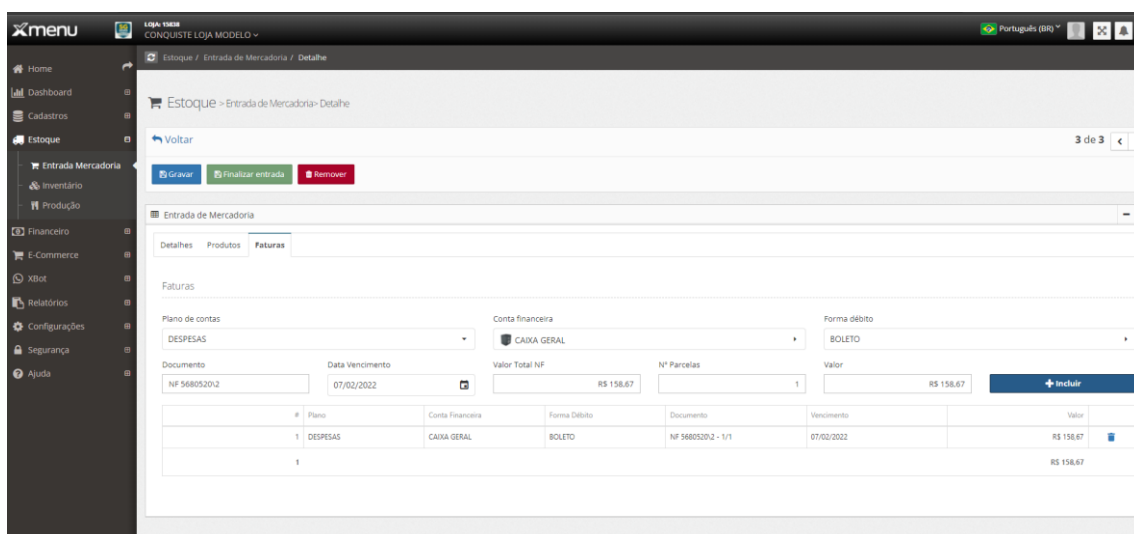 xmenu
LOJA: 15838
CONQUISTE LOJA MODELO
Português (BR)
Home
Dashboard
Cadastros
Estoque
Entrada Mercadoria
Inventário
Produção
Financeiro
E-Commerce
XBot
Relatórios
Configurações
Segurança
Ajuda
Estoque / Entrada de Mercadoria / Detalhe
Estoque > Entrada de Mercadoria> Detalhe
Voltar
3 de 3
Gravar Finalizar entrada Remover
Entrada de Mercadoria
Detalhes Produtos Faturas
Faturas
Plano de contas Conta financeira Forma débito
DESPESAS CAIXA GERAL BOLETO
Documento Data Vencimento Valor Total NF Nº Parcelas Valor
NF 5680520\2 07/02/2022 R$ 158,67 1 R$ 158,67 Incluir
# Plano Conta Financeira Forma Débito Documento Vencimento Valor
1 DESPESAS CAIXA GERAL BOLETO NF 5680520\2 - 1/1 07/02/2022 R$ 158,67
1 R$ 158,67